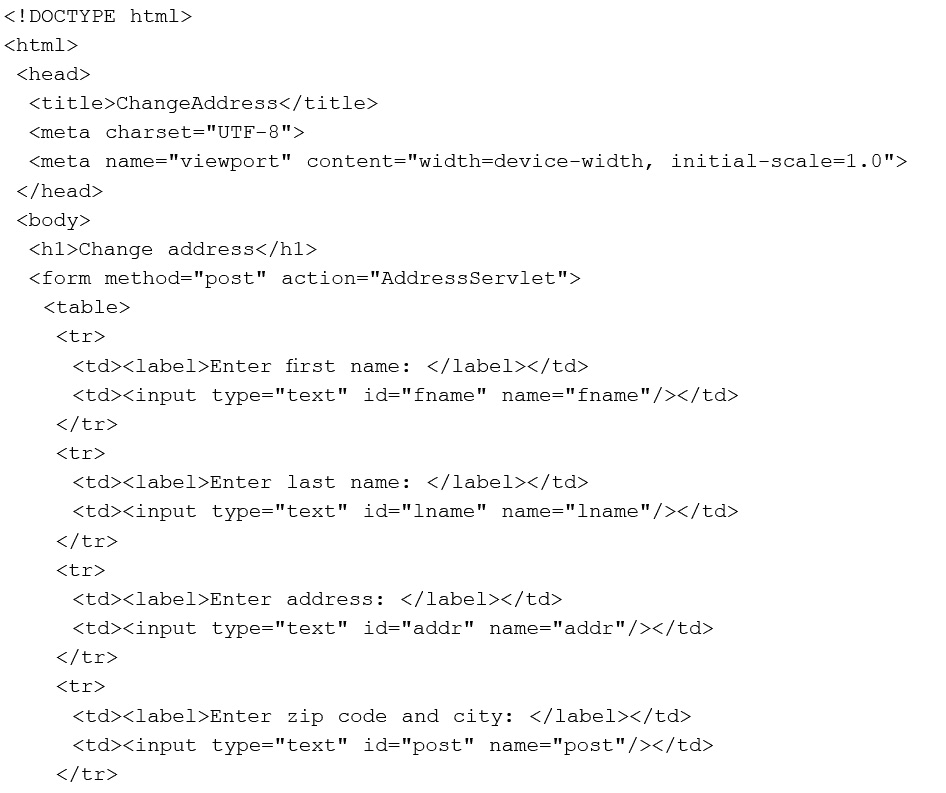 <!DOCTYPE html>
<html>
<head>
<title>ChangeAddress</title>
<meta charset="UTF-8">
<meta name="viewport" content="width=device-width, initial-scale=1.0">
</head>
<body>
<h1>Change address</h1>
<form method="post" action="AddressServlet">
<table>
<tr>
<td><label>Enter first name: </label></td>
<td><input type="text" id="fname" name="fname"/></td>
</tr>
<tr>
<td><label>Enter last name: </label></td>
<td><input type="text" id="lname" name="lname"/></td>
</tr>
<tr>
<td><label>Enter address: </label></td>
<td><input type="text" id="addr" name="addr"/></td>
</tr>
<tr>
<td><label>Enter zip code and city: </label></td>
<td><input type="text" id="post" name="post"/></td>
</tr>